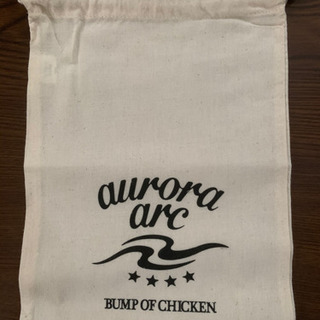 aurora
arc
BUMP OF CHICKEN